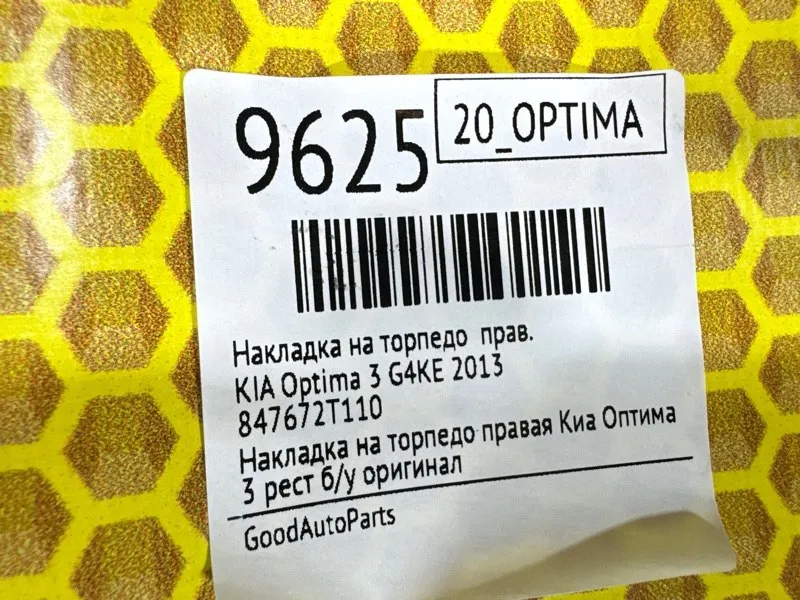 9625
20_OPTIMA
Накладка на торпедо прав.
KIA Optima 3 G4KE 2013
847672T110
Накладка на торпедо правая Киа Оптима
3 рест б/у оригинал
GoodAutoParts